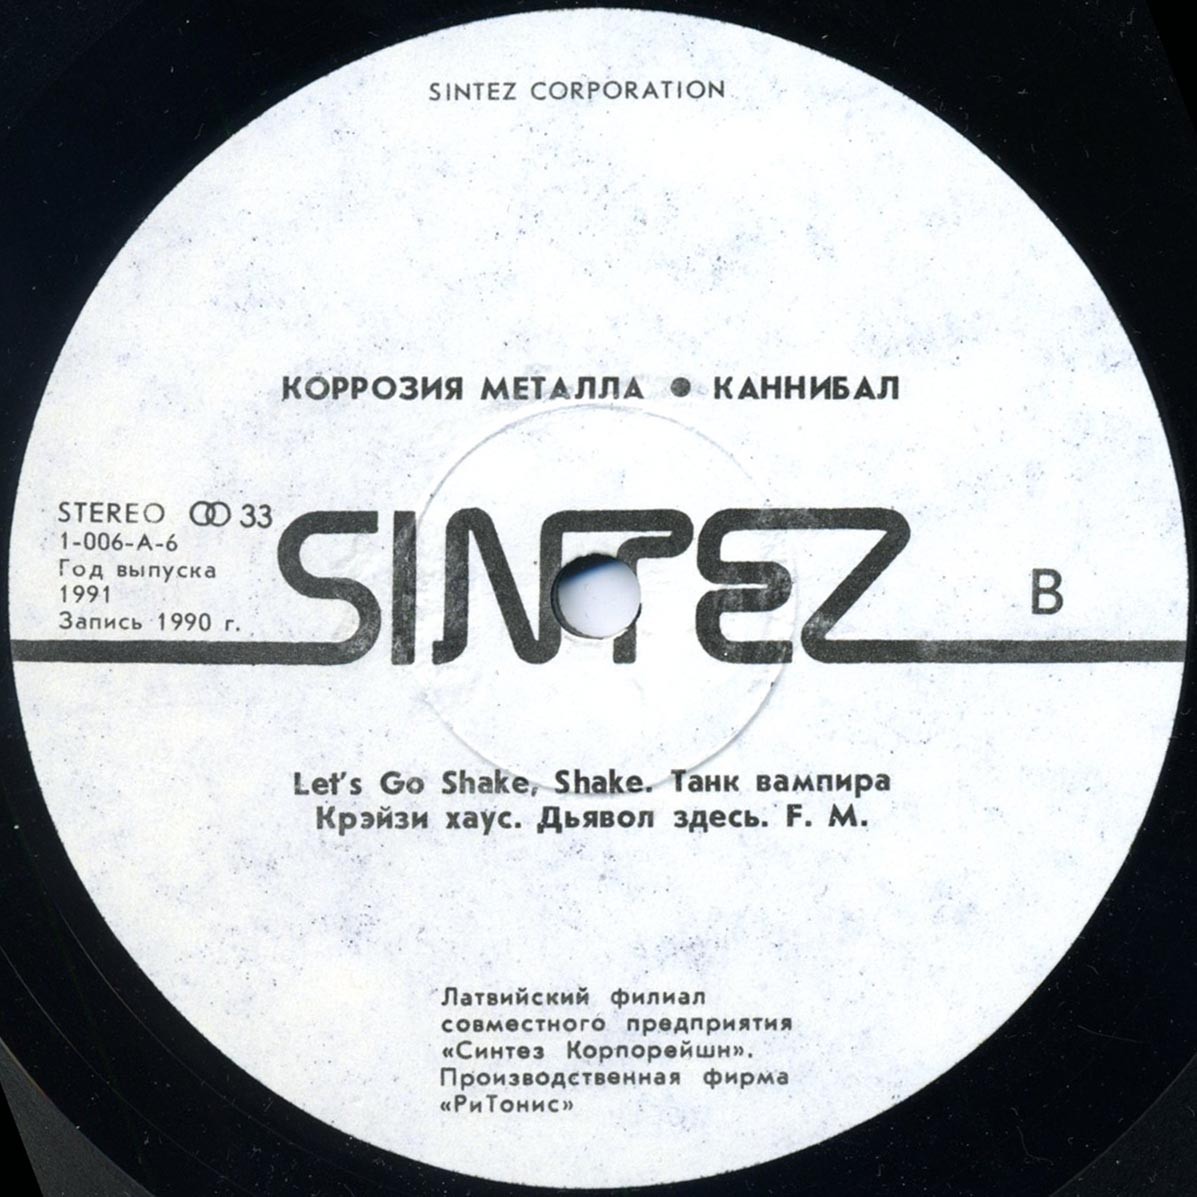 SINTEZ CORPORATION
КОРРОЗИЯ МЕТАЛЛА ● КАННИБАЛ
STEREO 33
1-006-А-6
Год выпуска
1991
Запись 1990 г.
SINTEZ
B
Let's Go Shake, Shake. Танк вампира
Крэйзи хаус. Дьявол здесь. F. M.
Латвийский филиал
совместного предприятия
«Синтез Корпорейшн».
Производственная фирма
«РиТонис»